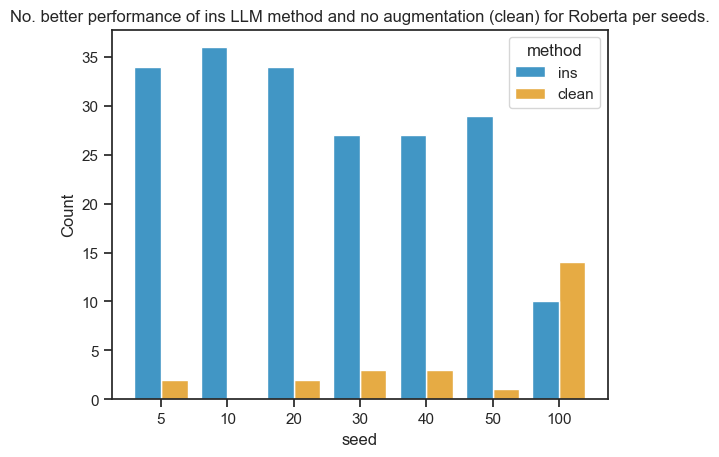 No. better performance of ins LLM method and no augmentation (clean) for Roberta per seeds.
method
ins
clean
Count
35
30
25
20
15
10
5
0
5 10 20 30 40 50 100
seed